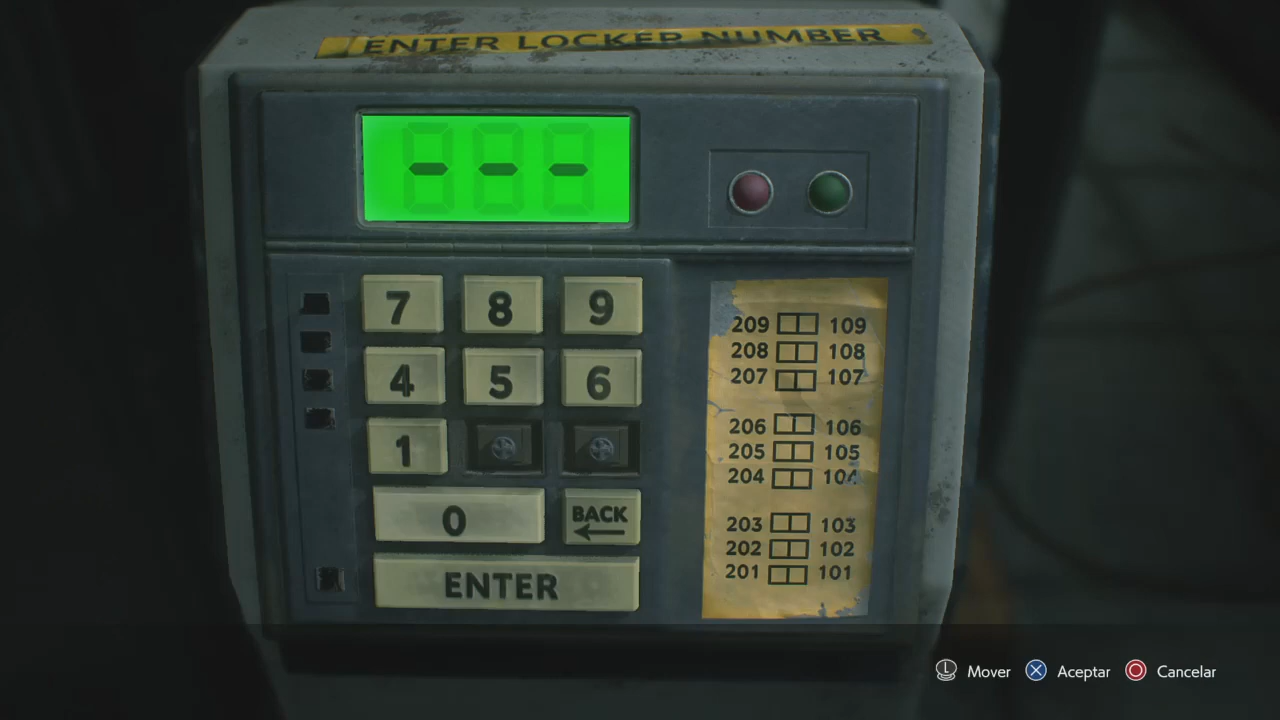 ENTER LOCKER NUMBER
- - -
7 8 9
4 5 6
1
0 BACK
ENTER
209 109
208 108
207 107
206 106
205 105
204 104
203 103
202 102
201 101
L Mover Aceptar Cancelar